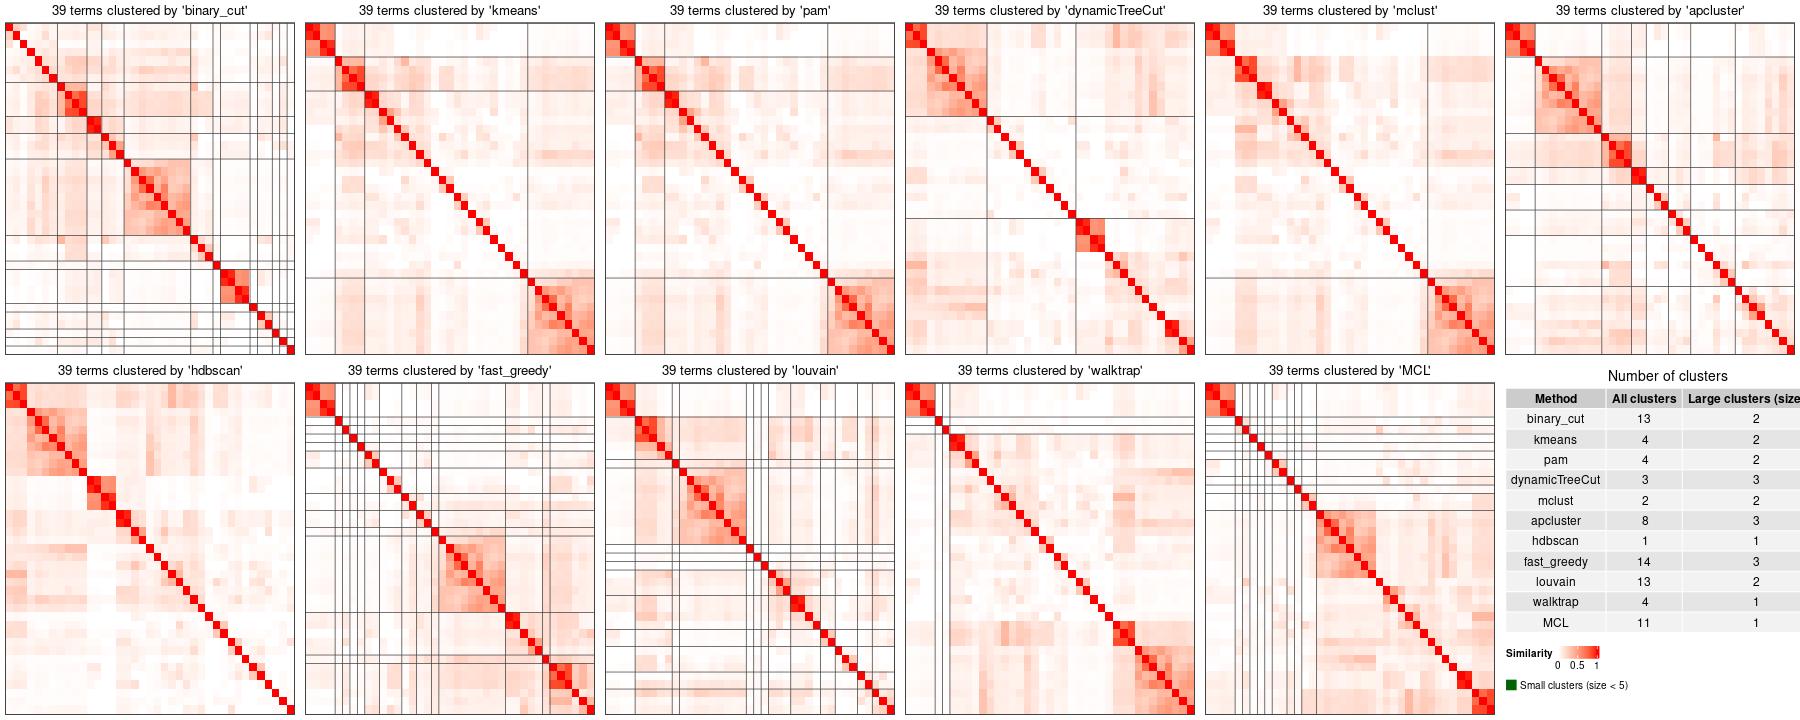 39 terms clustered by 'binary_cut'
39 terms clustered by 'kmeans'
39 terms clustered by 'pam'
39 terms clustered by 'dynamicTreeCut'
39 terms clustered by 'mclust'
39 terms clustered by 'apcluster'
39 terms clustered by 'hdbscan'
39 terms clustered by 'fast_greedy'
39 terms clustered by 'louvain'
39 terms clustered by 'walktrap'
39 terms clustered by 'MCL'
Number of clusters
Method All clusters Large clusters (size
binary_cut 13 2
kmeans 4 2
pam 4 2
dynamicTreeCut 3 3
mclust 2 2
apcluster 8 3
hdbscan 1 1
fast_greedy 14 3
louvain 13 2
walktrap 4 1
MCL 11 1
Similarity
0 0.5 1
Small clusters (size < 5)